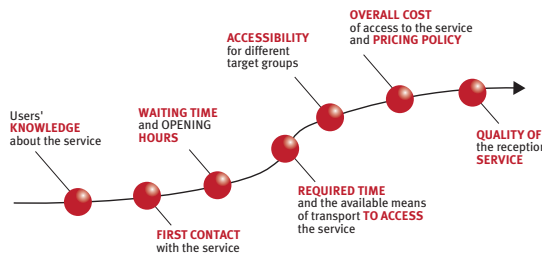 Users'
KNOWLEDGE
about the service
FIRST CONTACT
with the service
WAITING TIME
and OPENING
HOURS
REQUIRED TIME
and the available means
of transport TO ACCESS
the service
ACCESSIBILITY
for different
target groups
OVERALL COST
of access to the service
and PRICING POLICY
QUALITY OF
the reception
SERVICE